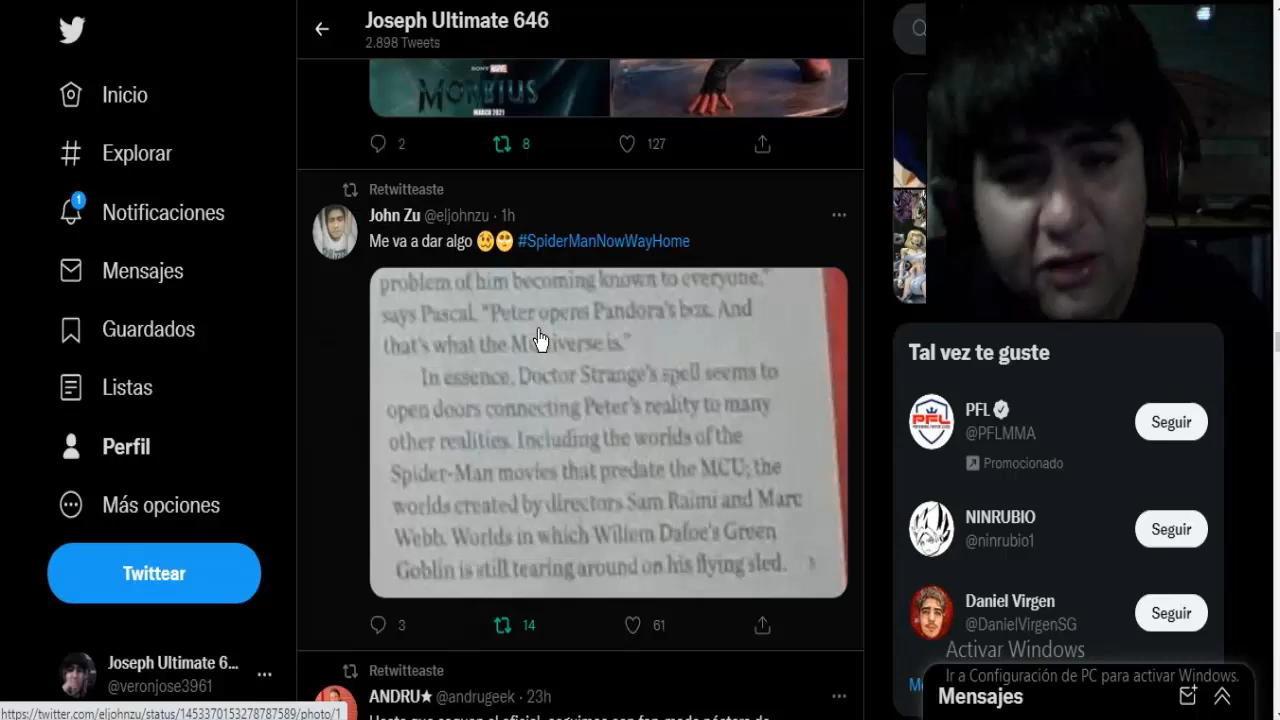 Joseph Ultimate 646
2.898 Tweets
Inicio
Explorar
1
Notificaciones
Mensajes
Guardados
Listas
Perfil
Más opciones
Twittear
Joseph Ultimate 6...
@veronjose3961
https://twitter.com/eljohnzu/status/1453370153278787589/photo/1
SONY MARVEL
MORBIUS
MARCH 2021
2
8
127
Retwitteaste
John Zu @eljohnzu · 1h
Me va a dar algo 🥴🙄 #SpiderManNowWayHome
problem of him becoming known to everyone,"
says Pascal. "Peter opens Pandora's box. And
that's what the Multiverse is."
In essence, Doctor Strange's spell seems to
open doors connecting Peter's reality to many
other realities. Including the worlds of the
Spider-Man movies that predate the MCU; the
worlds created by directors Sam Raimi and Marc
Webb. Worlds in which Willem Dafoe's Green
Goblin is still tearing around on his flying sled.
3
14
61
Retwitteaste
ANDRU★ @andrugeek · 23h
Tal vez te guste
PFL
@PFLMMA
Seguir
Promocionado
NINRUBIO
@ninrubio1
Seguir
Daniel Virgen
@DanielVirgenSG
Seguir
Activar Windows
Ir a Configuración de PC para activar Windows.
Mensajes